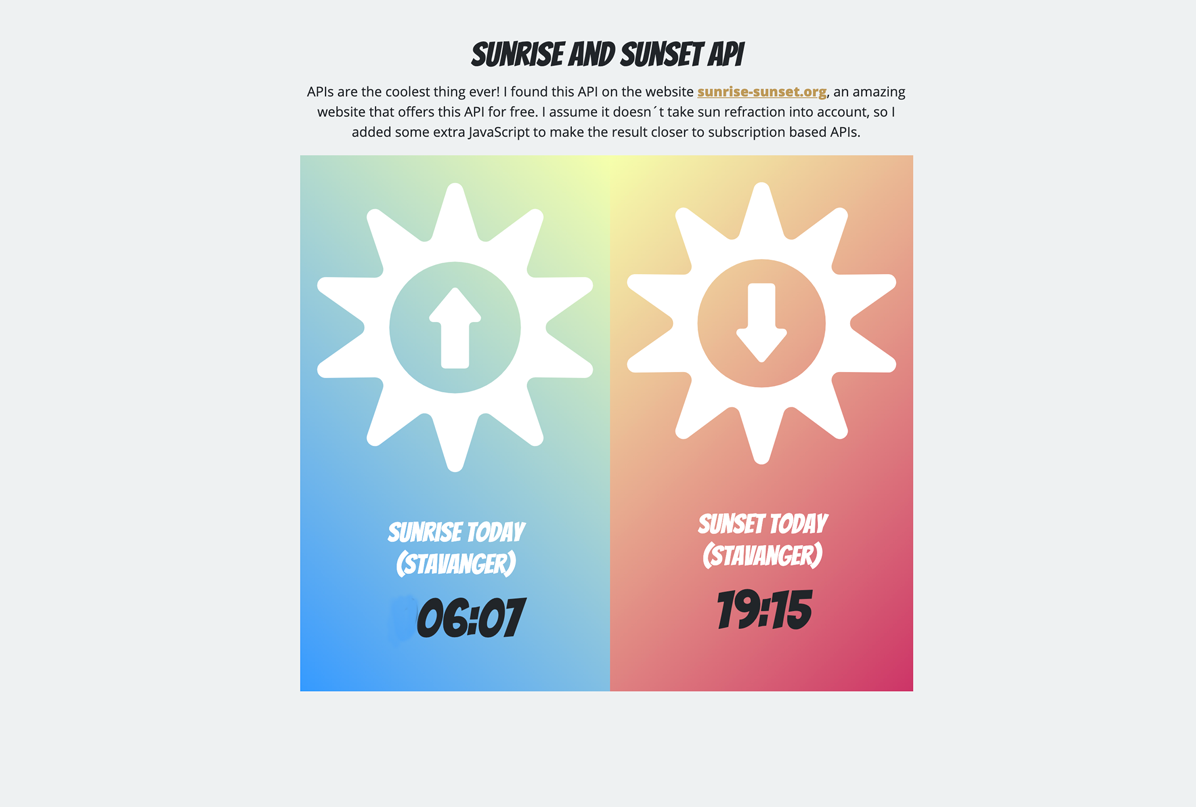 SUNRISE AND SUNSET API
APIs are the coolest thing ever! I found this API on the website sunrise-sunset.org, an amazing
website that offers this API for free. I assume it doesn´t take sun refraction into account, so I
added some extra JavaScript to make the result closer to subscription based APIs.
SUNRISE TODAY
(STAVANGER)
06:07
SUNSET TODAY
(STAVANGER)
19:15